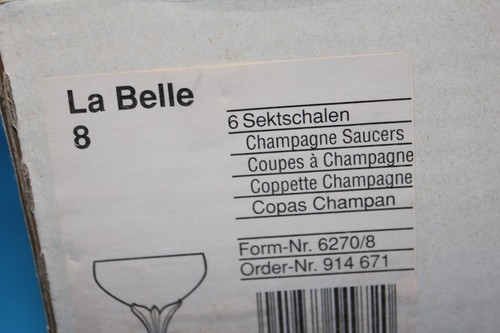 La Belle
8
6 Sektschalen
Champagne Saucers
Coupes à Champagne
Coppette Champagne
Copas Champan
Form-Nr. 6270/8
Order-Nr. 914 671